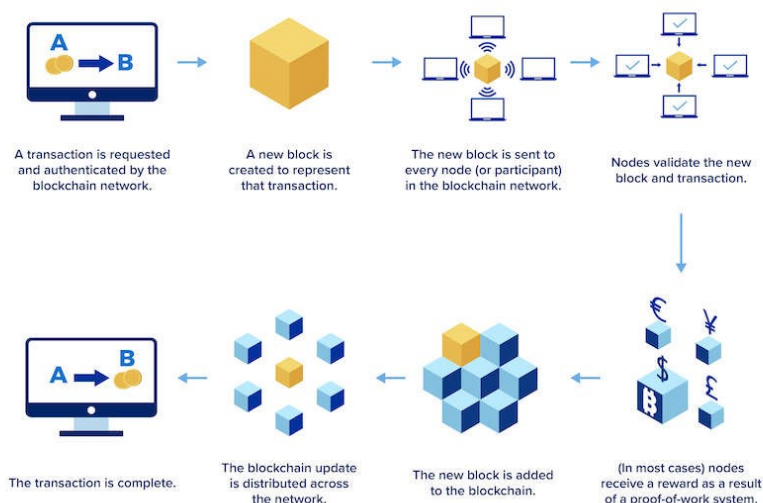 A
B
A transaction is requested
and authenticated by the
blockchain network.
A new block is
created to represent
that transaction.
The new block is sent to
every node (or participant)
in the blockchain network.
Nodes validate the new
block and transaction.
€
¥
$
£
₿
(In most cases) nodes
receive a reward as a result
of a proof-of-work system.
The new block is added
to the blockchain.
The blockchain update
is distributed across
the network.
A
B
The transaction is complete.